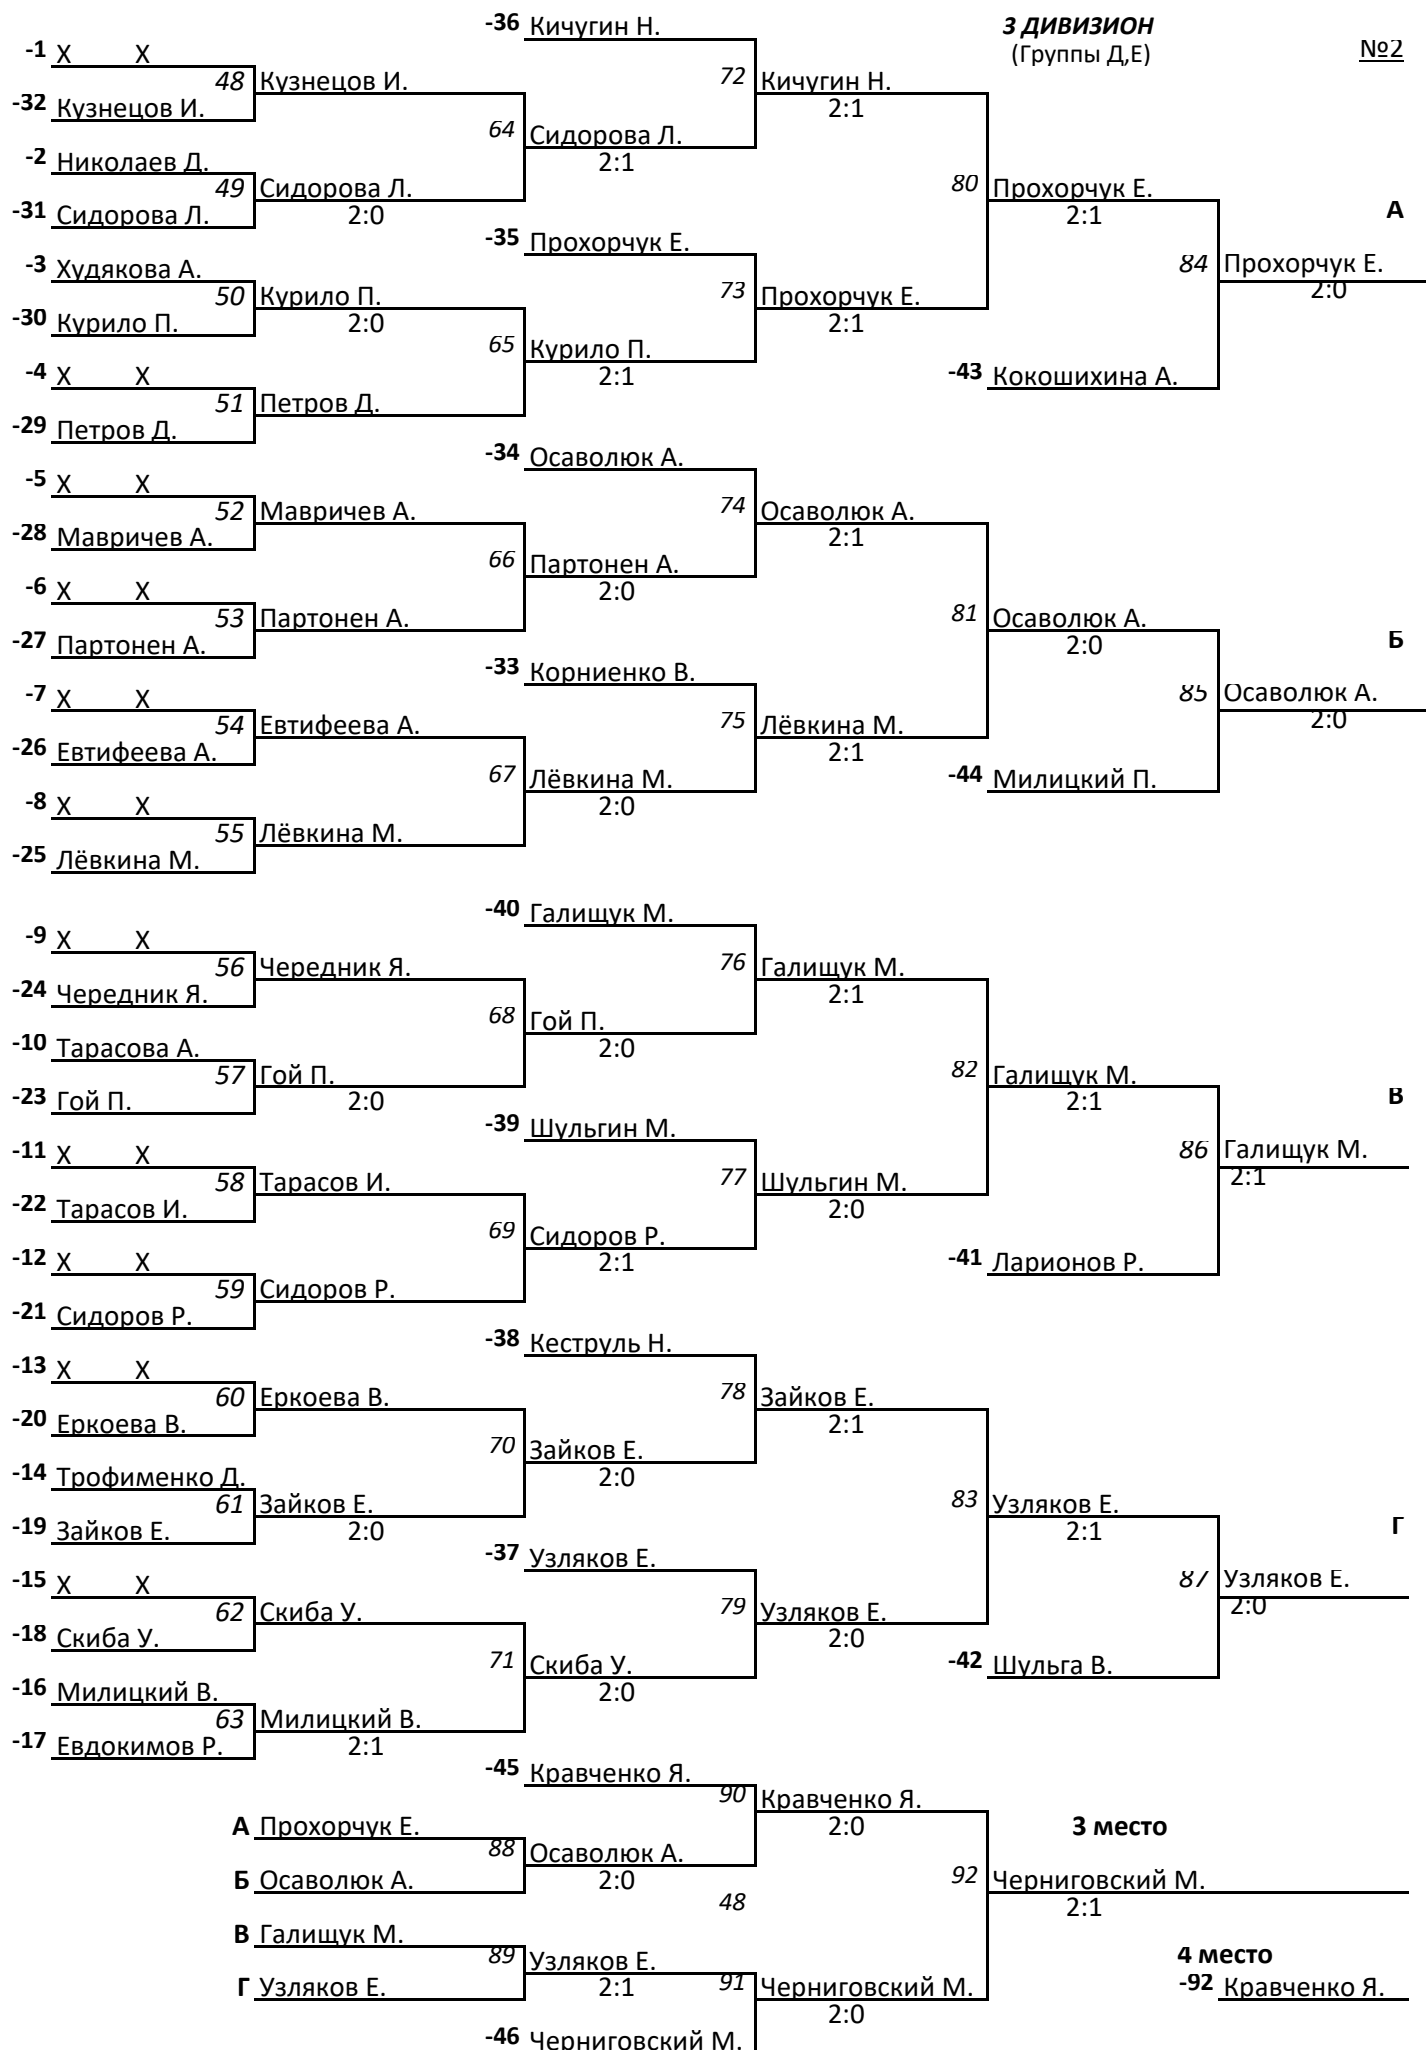 -36 Кичугин Н. 3 ДИВИЗИОН
-1 X X (Группы Д,Е) №2
48 Кузнецов И. 72 Кичугин Н.
-32 Кузнецов И. 2:1
64 Сидорова Л.
-2 Николаев Д. 2:1
49 Сидорова Л. 80 Прохорчук Е.
-31 Сидорова Л. 2:0 2:1 А
-35 Прохорчук Е.
-3 Худякова А. 84 Прохорчук Е.
50 Курило П. 73 Прохорчук Е. 2:0
-30 Курило П. 2:0 2:1
65 Курило П.
-4 X X 2:1 -43 Кокошихина А.
51 Петров Д.
-29 Петров Д.
-34 Осаволюк А.
-5 X X
52 Мавричев А. 74 Осаволюк А.
-28 Мавричев А. 2:1
66 Партонен А.
-6 X X 2:0
53 Партонен А. 81 Осаволюк А.
-27 Партонен А. 2:0 Б
-33 Корниенко В.
-7 X X 85 Осаволюк А.
54 Евтифеева А. 75 Лёвкина М. 2:0
-26 Евтифеева А. 2:1
67 Лёвкина М. -44 Милицкий П.
-8 X X 2:0
55 Лёвкина М.
-25 Лёвкина М.
-40 Галищук М.
-9 X X
56 Чередник Я. 76 Галищук М.
-24 Чередник Я. 2:1
68 Гой П.
-10 Тарасова А. 2:0
57 Гой П. 82 Галищук М.
-23 Гой П. 2:0 2:1 В
-39 Шульгин М.
-11 X X 86 Галищук М.
58 Тарасов И. 77 Шульгин М. 2:1
-22 Тарасов И. 2:0
69 Сидоров Р.
-12 X X 2:1 -41 Ларионов Р.
59 Сидоров Р.
-21 Сидоров Р.
-38 Кеструль Н.
-13 X X
60 Еркоева В. 78 Зайков Е.
-20 Еркоева В. 2:1
70 Зайков Е.
-14 Трофименко Д. 2:0
61 Зайков Е. 83 Узляков Е.
-19 Зайков Е. 2:0 2:1 Г
-37 Узляков Е.
-15 X X 87 Узляков Е.
62 Скиба У. 79 Узляков Е. 2:0
-18 Скиба У. 2:0
71 Скиба У. -42 Шульга В.
-16 Милицкий В. 2:0
63 Милицкий В.
-17 Евдокимов Р. 2:1
-45 Кравченко Я.
90 Кравченко Я.
А Прохорчук Е. 2:0 3 место
88 Осаволюк А.
Б Осаволюк А. 2:0 92 Черниговский М.
48 2:1
В Галищук М.
89 Узляков Е. 4 место
Г Узляков Е. 2:1 91 Черниговский М. -92 Кравченко Я.
2:0
-46 Черниговский М.